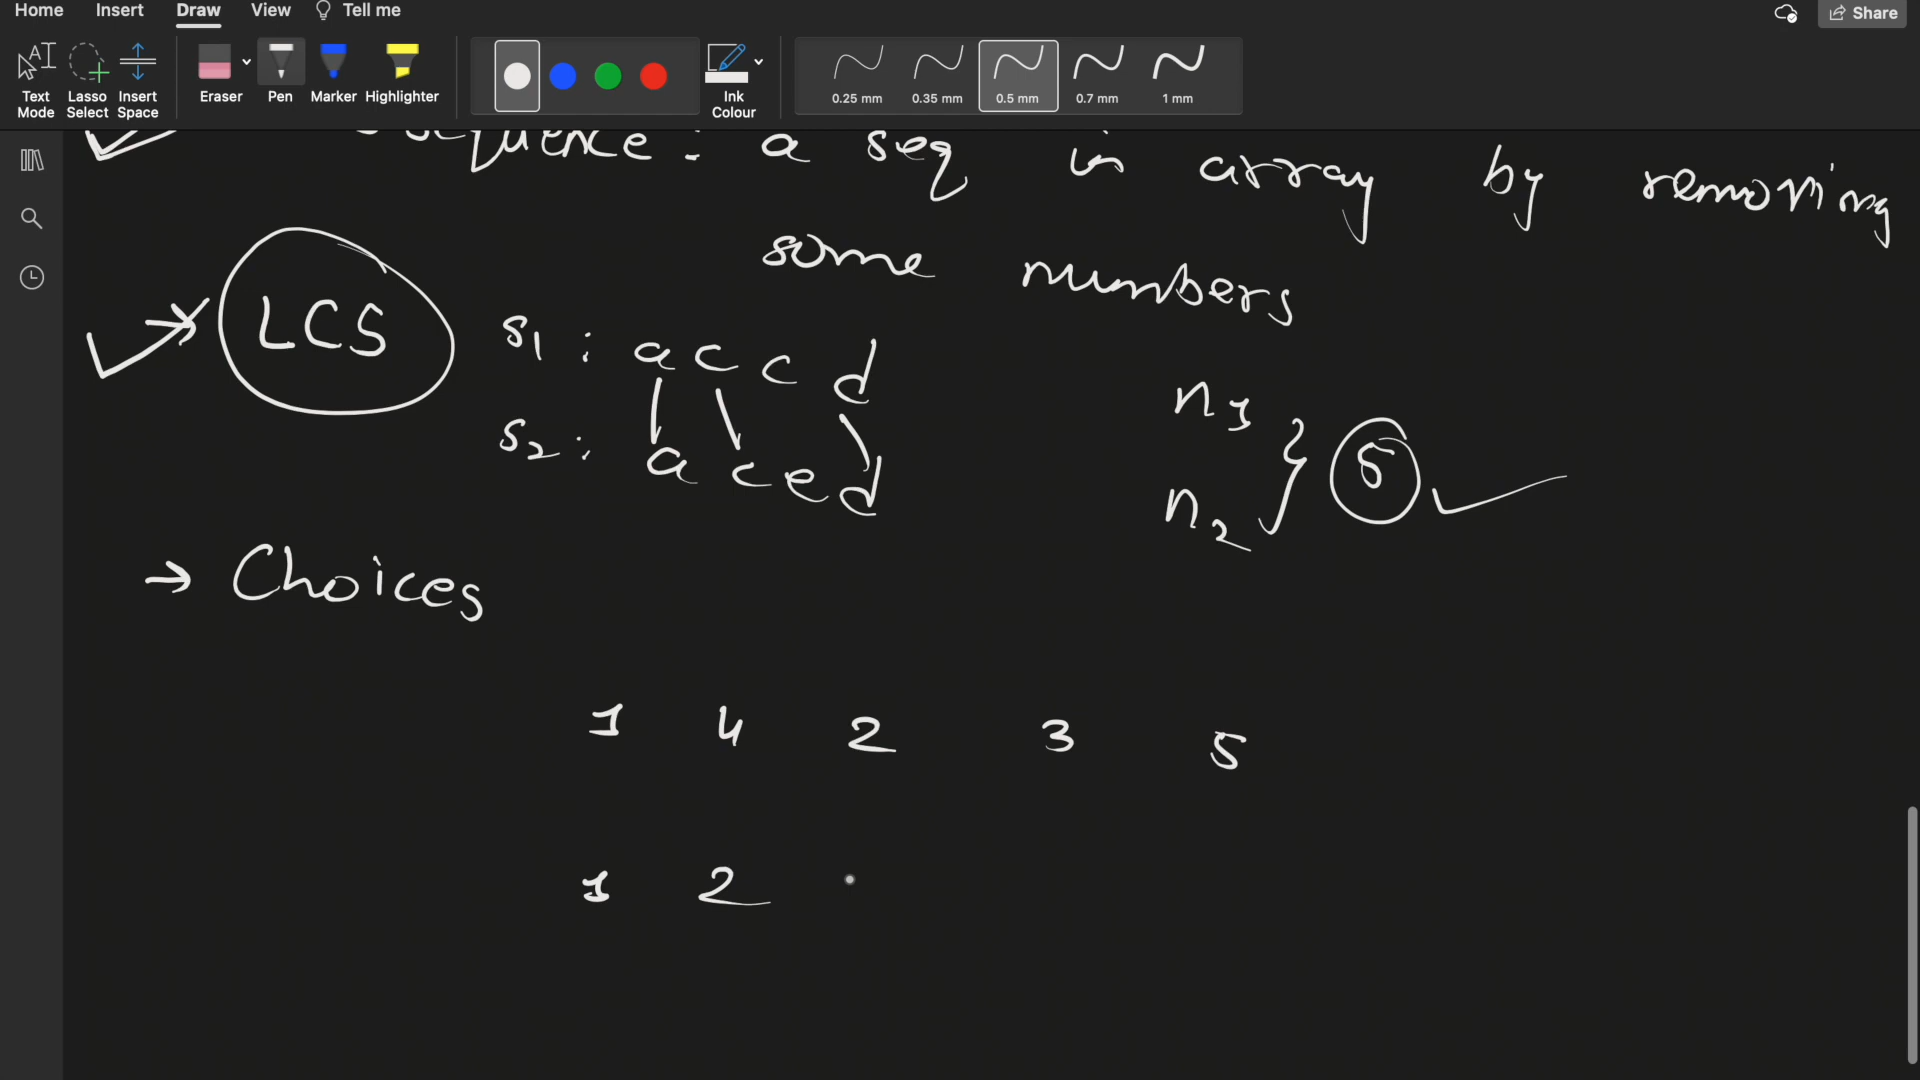 Home Insert Draw View Tell me Share
Text Mode Lasso Select Insert Space Eraser Pen Marker Highlighter Ink Colour 0.25 mm 0.35 mm 0.5 mm 0.7 mm 1 mm
sequence : a seq in array by removing
some numbers
LCS s1 : a c c d
n1
s2 : a c e d
n2 } 5
→ Choices
1 4 2 3 5
1 2